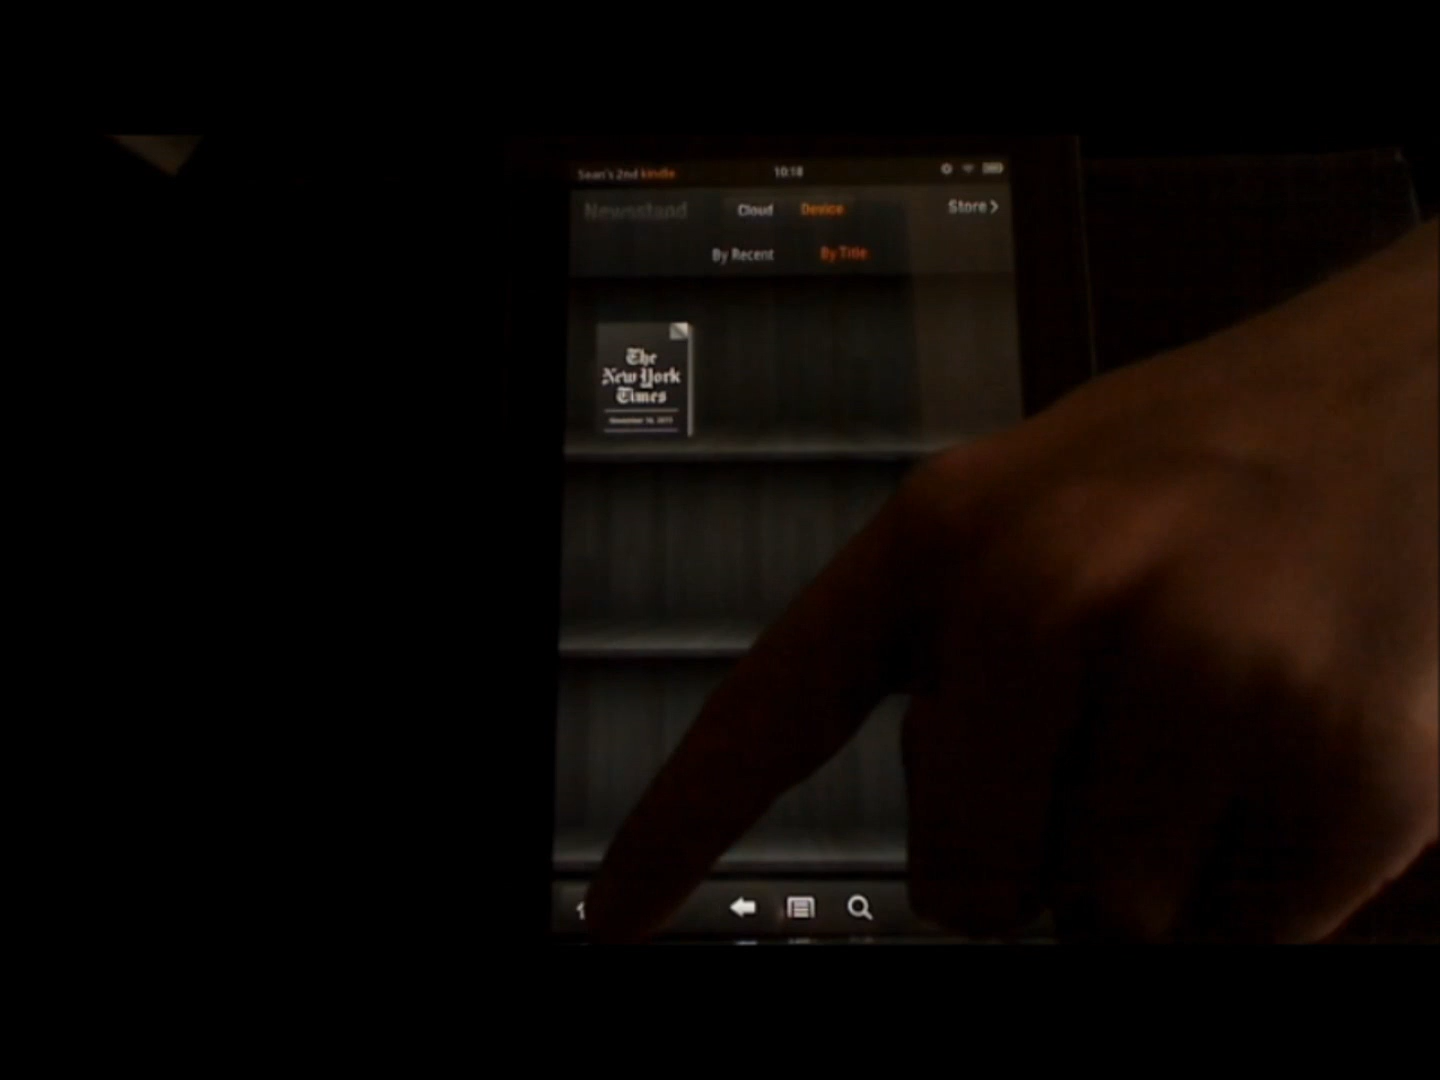 Sean's 2nd kindle 10:18
Newsstand Cloud Device Store >
By Recent By Title
The
New York
Times